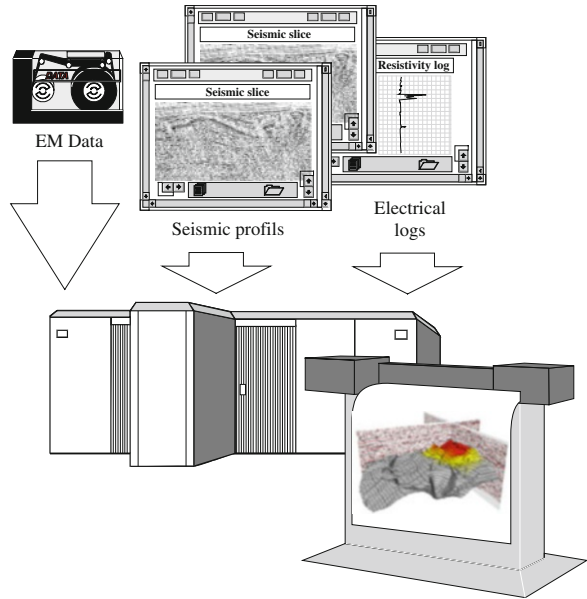 Seismic slice
Resistivity log
Seismic slice
DATA
EM Data
Seismic profils
Electrical
logs